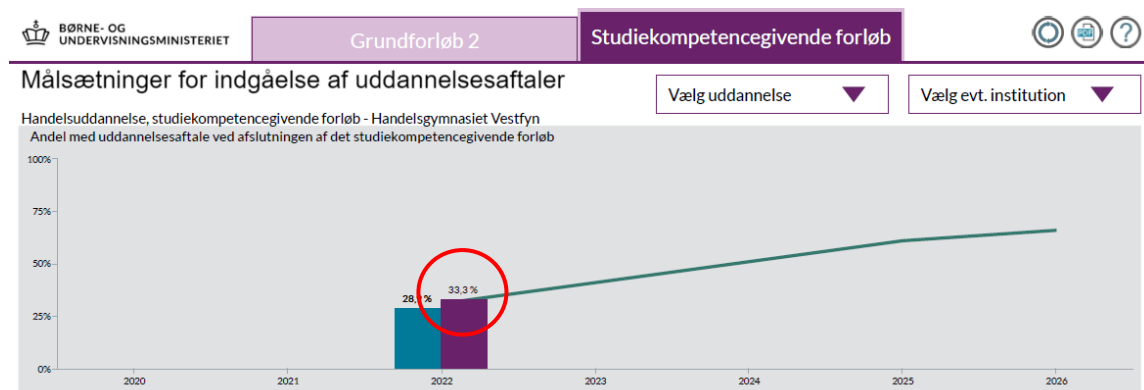 BØRNE- OG
UNDERVISNINGSMINISTERIET
Grundforløb 2
Studiekompetencegivende forløb
?
Målsætninger for indgåelse af uddannelsesaftaler
Vælg uddannelse
Vælg evt. institution
Handelsuddannelse, studiekompetencegivende forløb - Handelsgymnasiet Vestfyn
Andel med uddannelsesaftale ved afslutningen af det studiekompetencegivende forløb
100%
75%
50%
25%
0%
33,3 %
2020
2021
2022
2023
2024
2025
2026